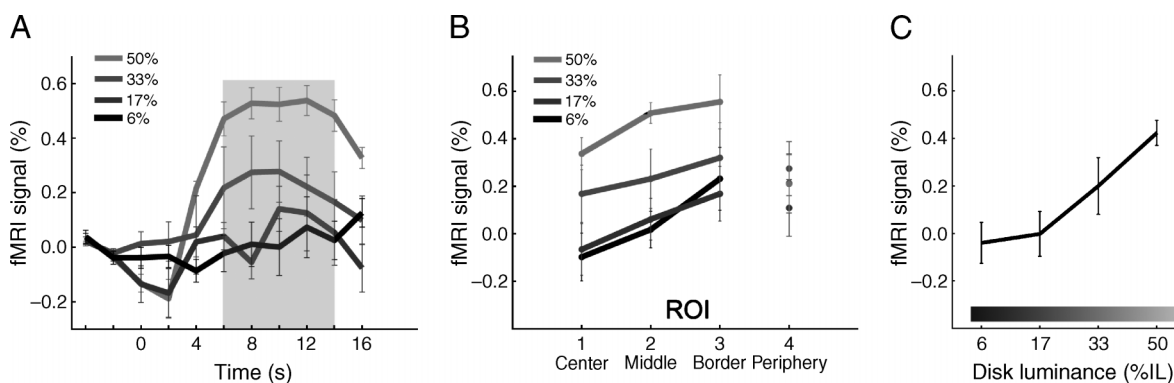 A
50%
33%
17%
6%
0.6
0.4
0.2
0.0
–0.2
fMRI signal (%)
0 4 8 12 16
Time (s)
B
50%
33%
17%
6%
0.6
0.4
0.2
0.0
–0.2
fMRI signal (%)
ROI
1 2 3 4
Center Middle Border Periphery
C
0.6
0.4
0.2
0.0
–0.2
fMRI signal (%)
6 17 33 50
Disk luminance (%IL)